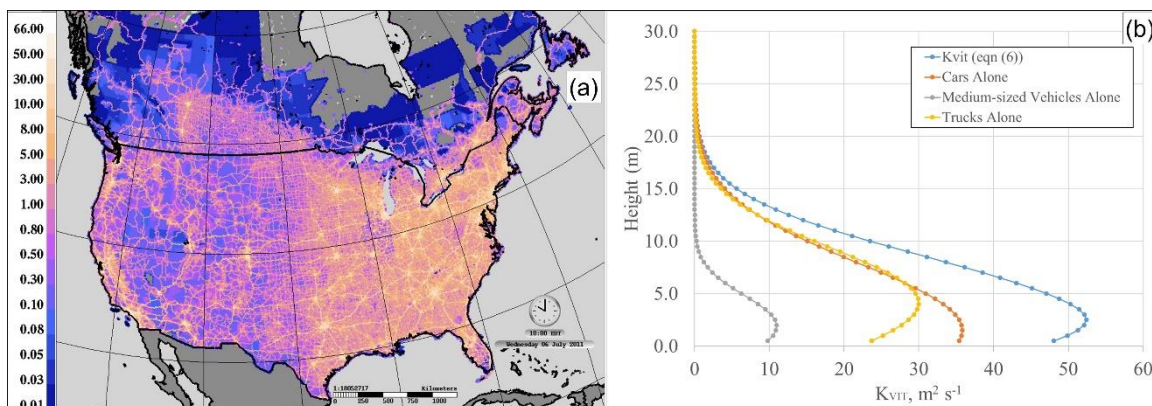 66.00
50.00
30.00
10.00
8.00
5.00
3.00
1.00
0.80
0.50
0.30
0.10
0.08
0.05
0.03
0.01
(a)
10:00 EDT
Wednesday 06 July 2011
1:18052717 Kilometers
0 250 500 750 1000
(b)
30.0
25.0
20.0
15.0
10.0
5.0
0.0
Height (m)
Kvit (eqn (6))
Cars Alone
Medium-sized Vehicles Alone
Trucks Alone
0 10 20 30 40 50 60
KVIT, m² s⁻¹